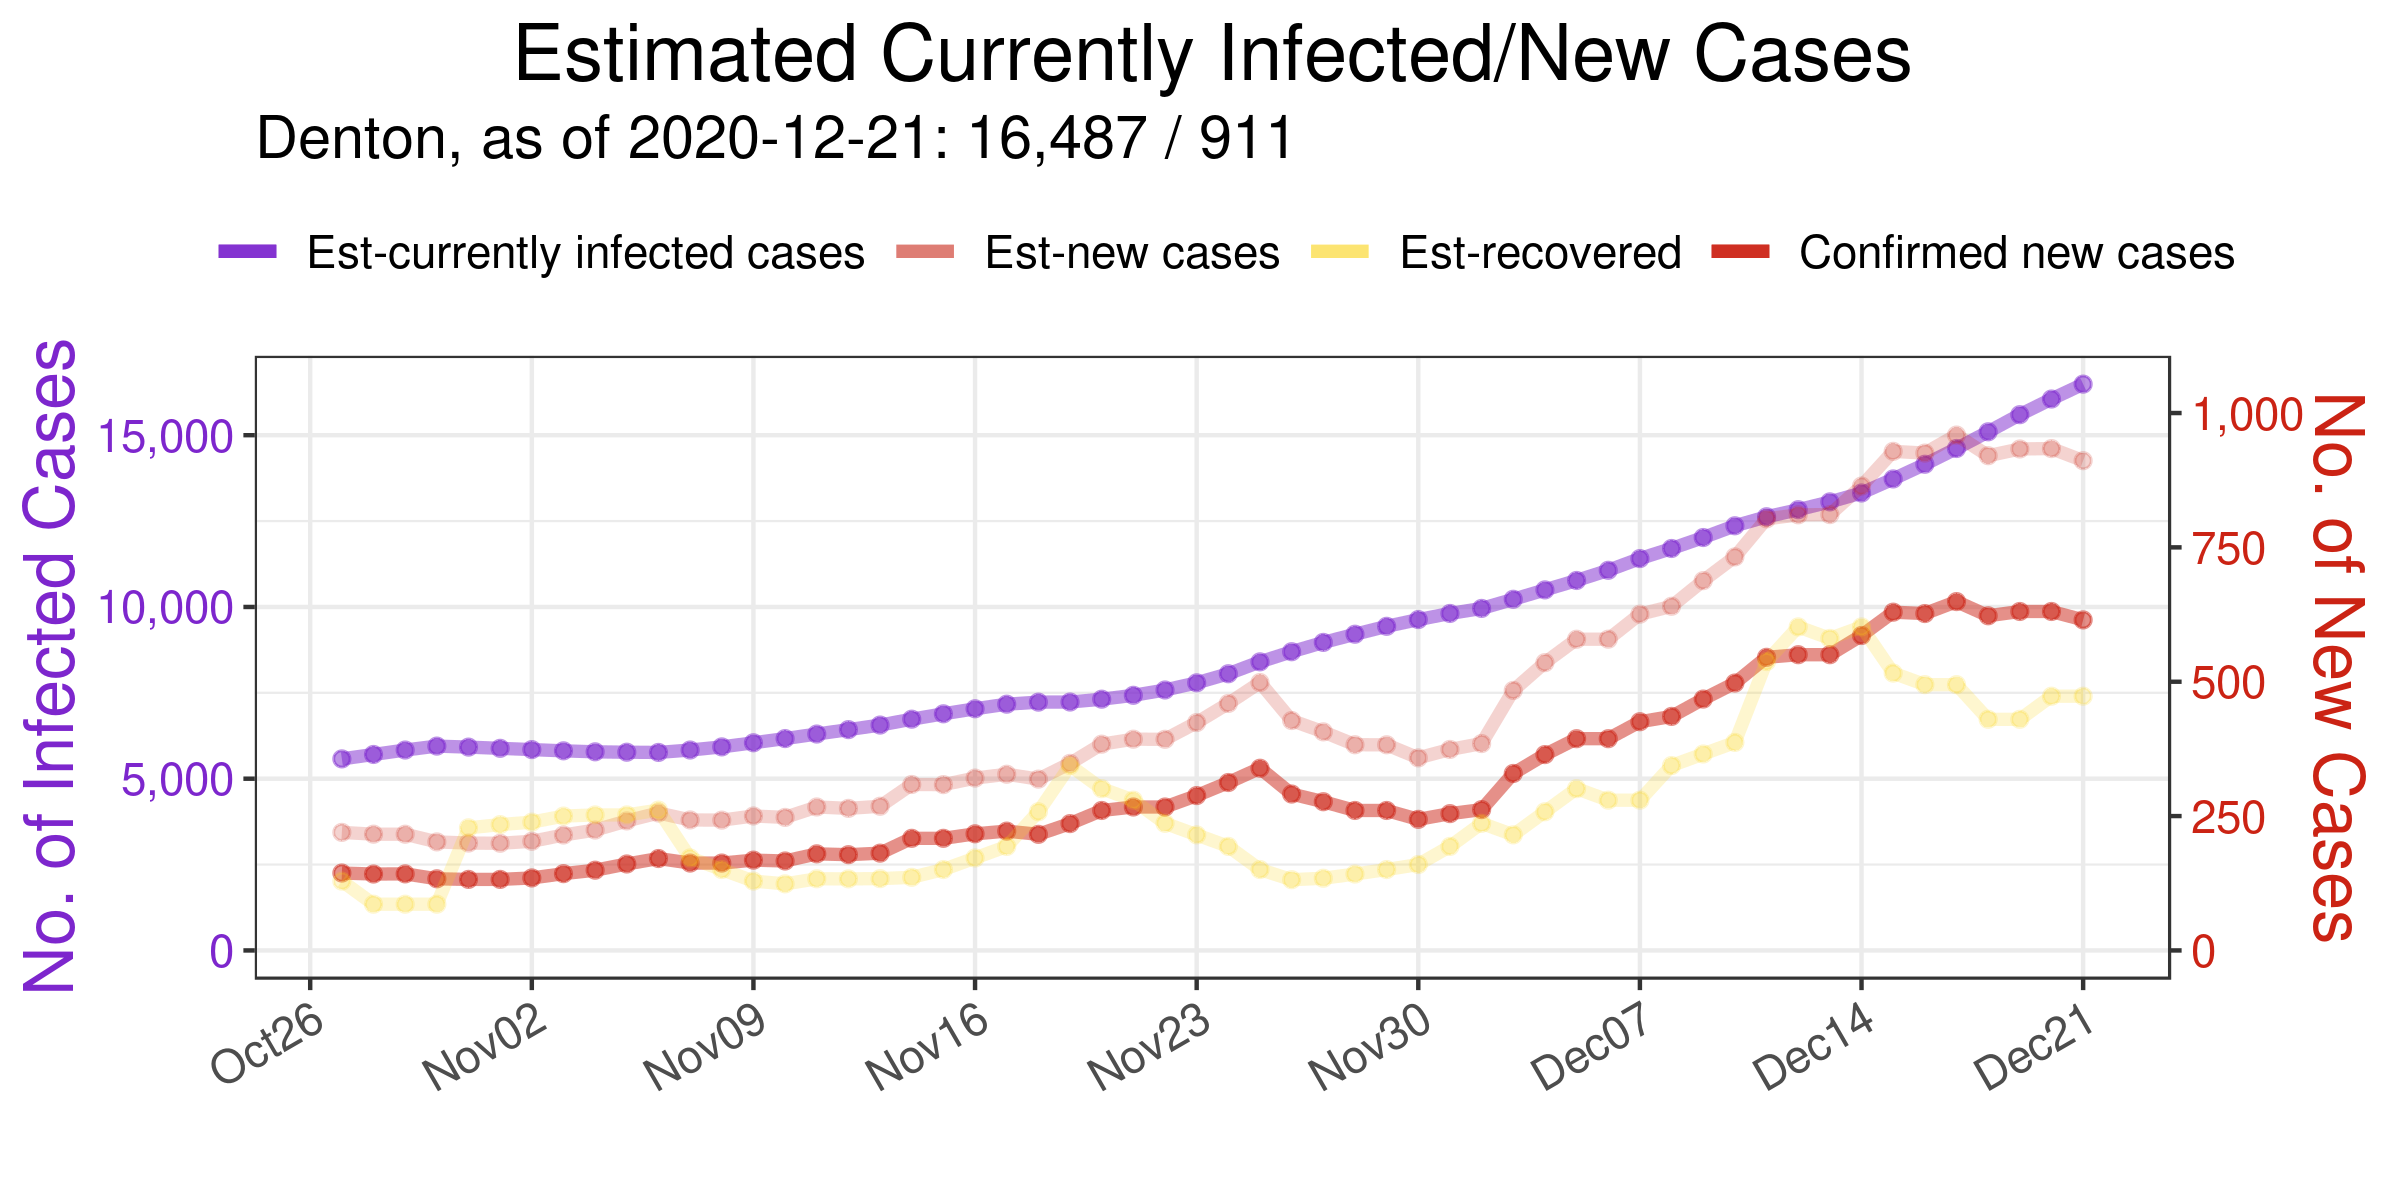 Estimated Currently Infected/New Cases
Denton, as of 2020-12-21: 16,487 / 911
Est-currently infected cases Est-new cases Est-recovered Confirmed new cases
No. of Infected Cases
15,000
10,000
5,000
0
1,000
750
500
250
0
No. of New Cases
Oct26 Nov02 Nov09 Nov16 Nov23 Nov30 Dec07 Dec14 Dec21